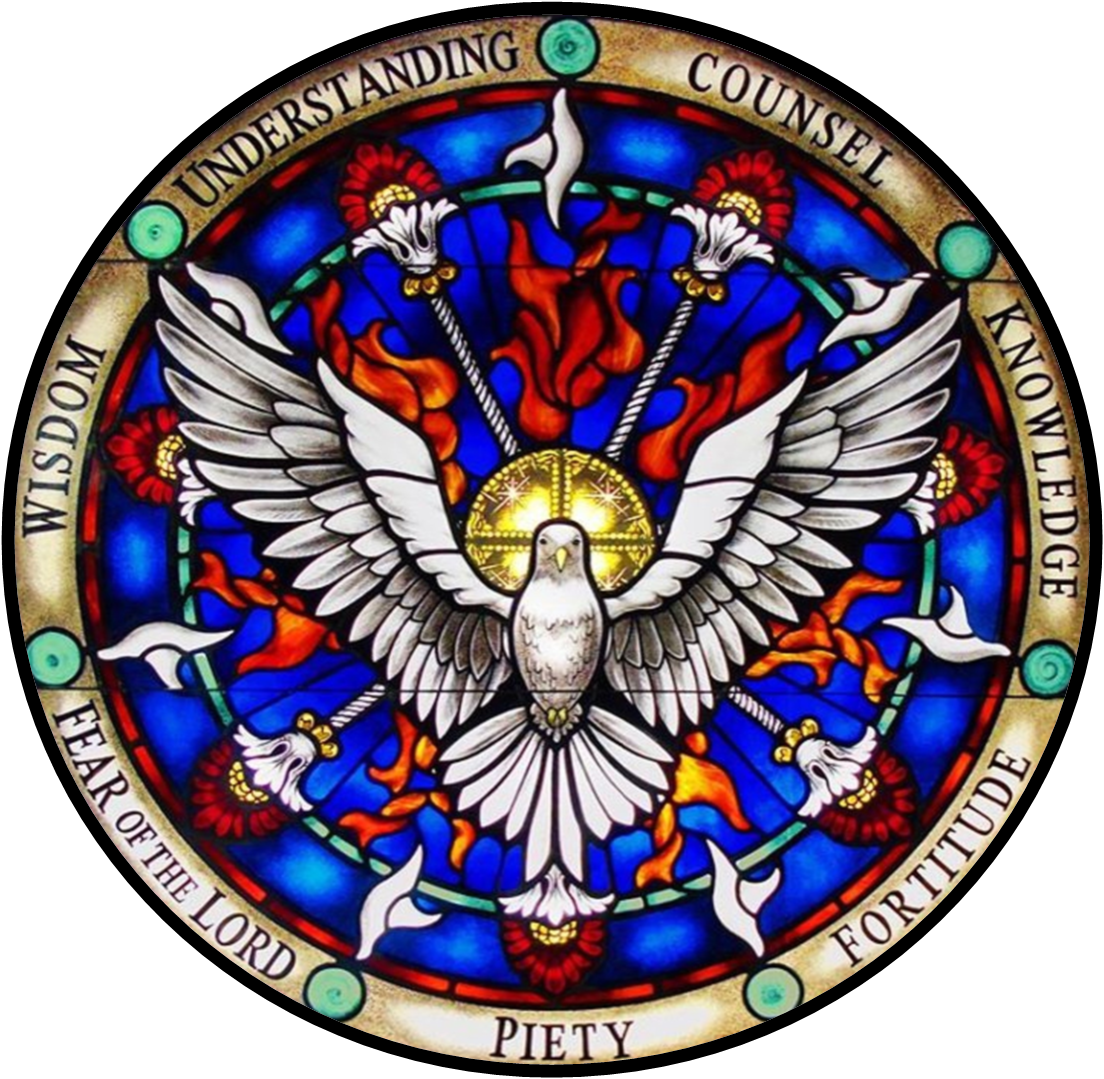 WISDOM
UNDERSTANDING
COUNSEL
KNOWLEDGE
FORTITUDE
PIETY
FEAR OF THE LORD